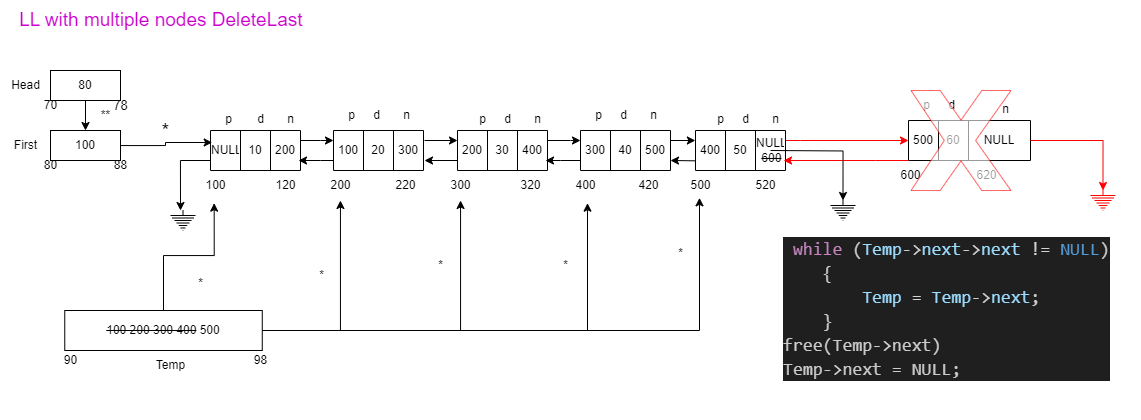 LL with multiple nodes DeleteLast
Head 80
70 78
**
First 100
80 88
*
p d n
NULL 10 200
100 120
p d n
100 20 300
200 220
p d n
200 30 400
300 320
p d n
300 40 500
400 420
p d n
400 50 NULL
600
500 520
p d n
500 60 NULL
600 620
*
*
*
*
*
100 200 300 400 500
90 98
Temp
while (Temp->next->next != NULL)
{
Temp = Temp->next;
}
free(Temp->next)
Temp->next = NULL;